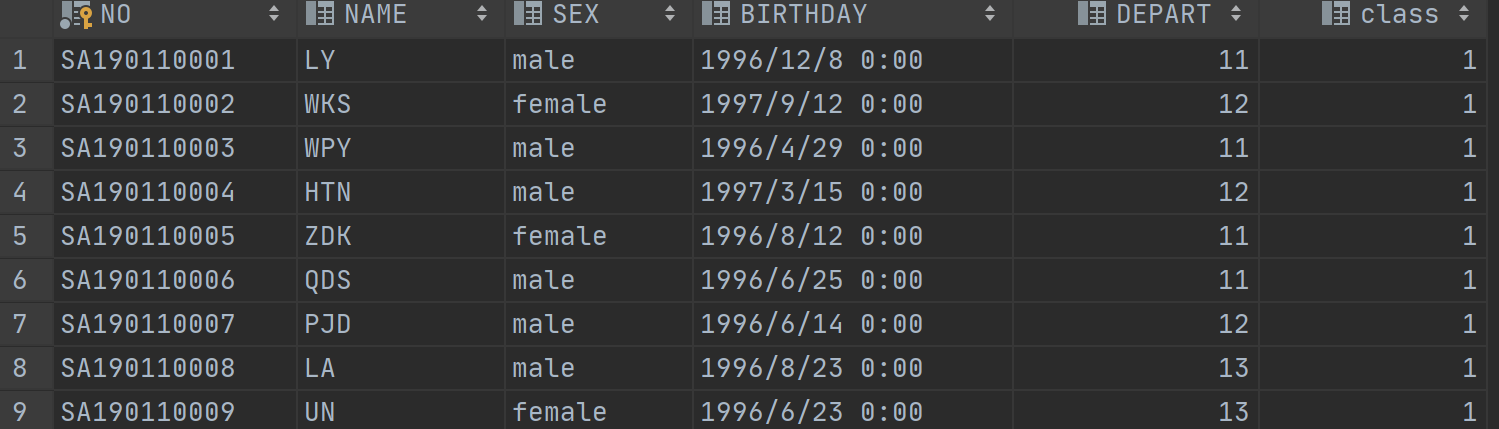 NO NAME SEX BIRTHDAY DEPART class
1 SA190110001 LY male 1996/12/8 0:00 11 1
2 SA190110002 WKS female 1997/9/12 0:00 12 1
3 SA190110003 WPY male 1996/4/29 0:00 11 1
4 SA190110004 HTN male 1997/3/15 0:00 12 1
5 SA190110005 ZDK female 1996/8/12 0:00 11 1
6 SA190110006 QDS male 1996/6/25 0:00 11 1
7 SA190110007 PJD male 1996/6/14 0:00 12 1
8 SA190110008 LA male 1996/8/23 0:00 13 1
9 SA190110009 UN female 1996/6/23 0:00 13 1